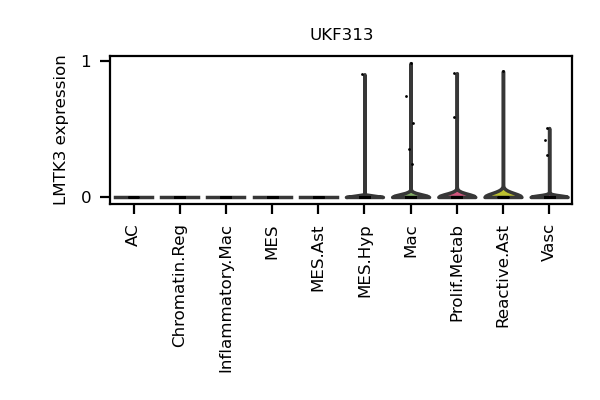 UKF313
LMTK3 expression
1
0
AC
Chromatin.Reg
Inflammatory.Mac
MES
MES.Ast
MES.Hyp
Mac
Prolif.Metab
Reactive.Ast
Vasc